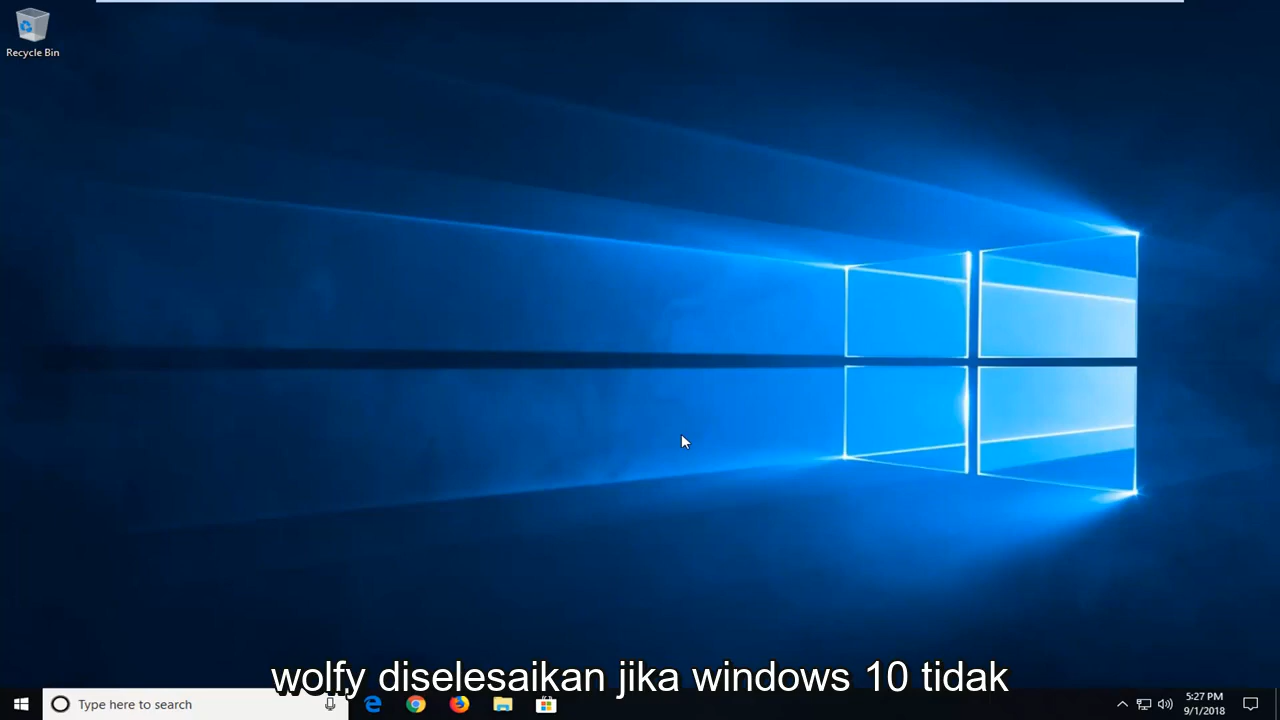 Recycle Bin
wolfy diselesaikan jika windows 10 tidak
Type here to search
5:27 PM
9/1/2018